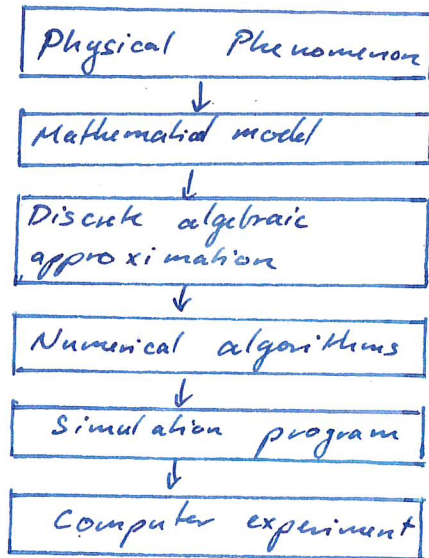 Physical Phenomenon
Mathematical model
Discrete algebraic
approximation
Numerical algorithms
Simulation program
Computer experiment